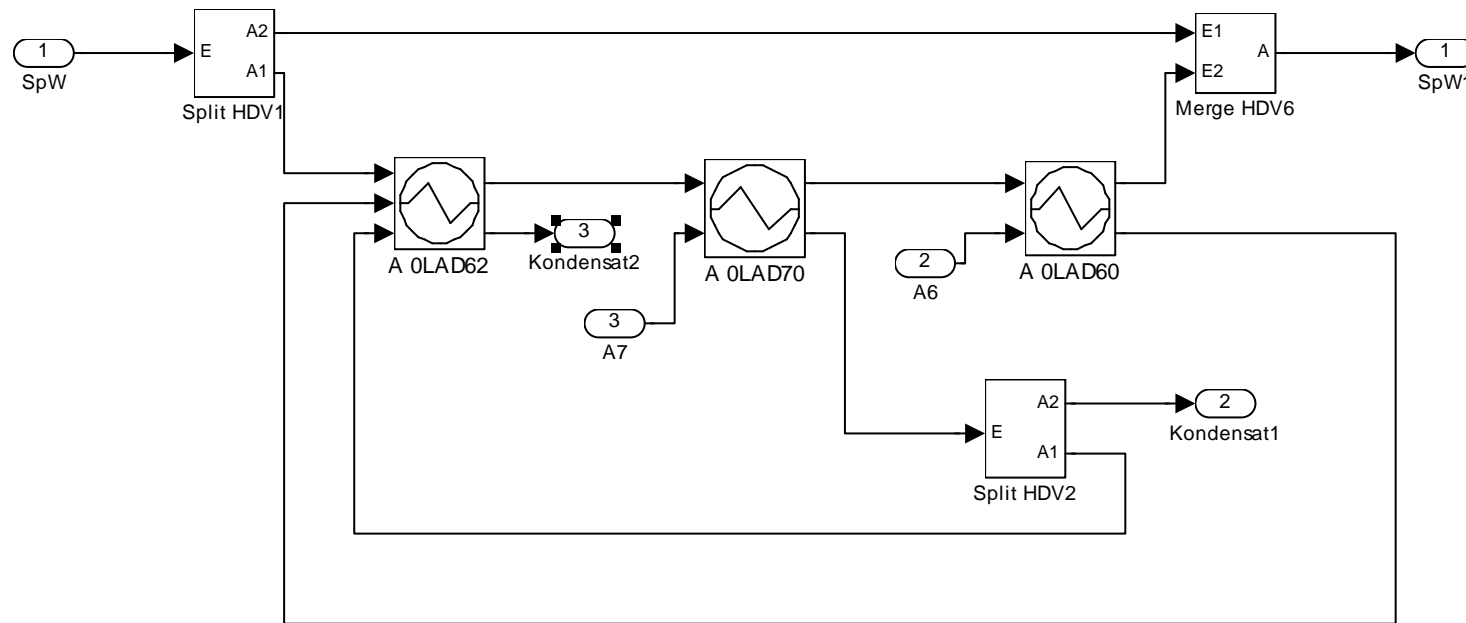 1
SpW
E
A2
A1
Split HDV1
E1
E2
A
Merge HDV6
1
SpW1
A 0LAD62
3
Kondensat2
A 0LAD70
3
A7
2
A6
A 0LAD60
E
A2
A1
Split HDV2
2
Kondensat1